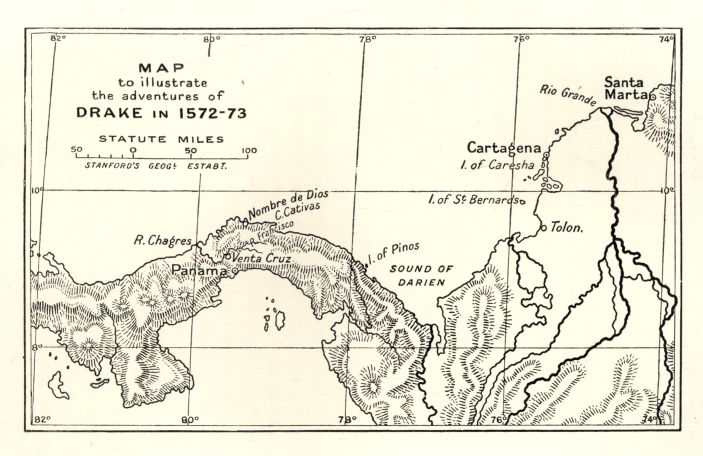 82° 80° 78° 76° 74°
MAP
to illustrate
the adventures of
DRAKE IN 1572-73
STATUTE MILES
50 0 50 100
STANFORD'S GEOG.L ESTABT.
Santa
Marta
Rio Grande
Cartagena
I. of Caresha
10° 10°
I. of St Bernards
Nombre de Dios
C. Cativas
R. Francisco
Tolon.
R. Chagres
Venta Cruz
Panama
I. of Pinos
SOUND OF
DARIEN
8° 8°
82° 80° 78° 76° 74°